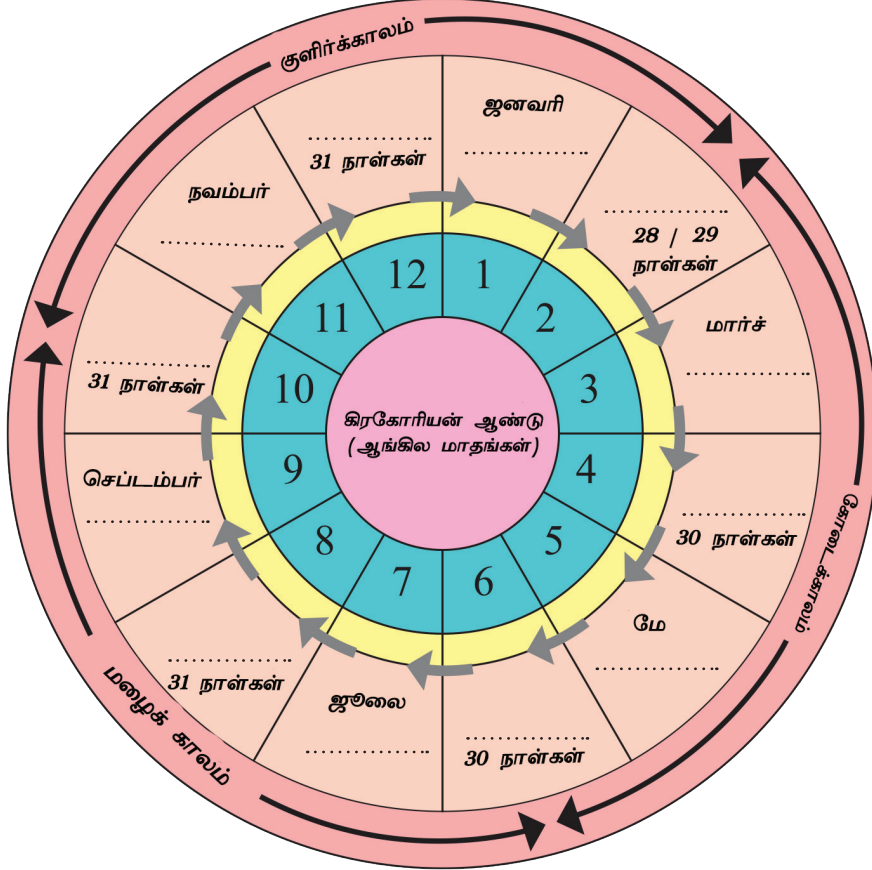 குளிர்க்காலம்
ஜனவரி
..............
..............
28 / 29
நாள்கள்
மார்ச்
..............
..............
30 நாள்கள்
கோடைக்காலம்
மே
..............
..............
30 நாள்கள்
ஜூலை
..............
..............
31 நாள்கள்
மழைக் காலம்
செப்டம்பர்
..............
..............
31 நாள்கள்
நவம்பர்
..............
..............
31 நாள்கள்
1
2
3
4
5
6
7
8
9
10
11
12
கிரகோரியன் ஆண்டு
(ஆங்கில மாதங்கள்)